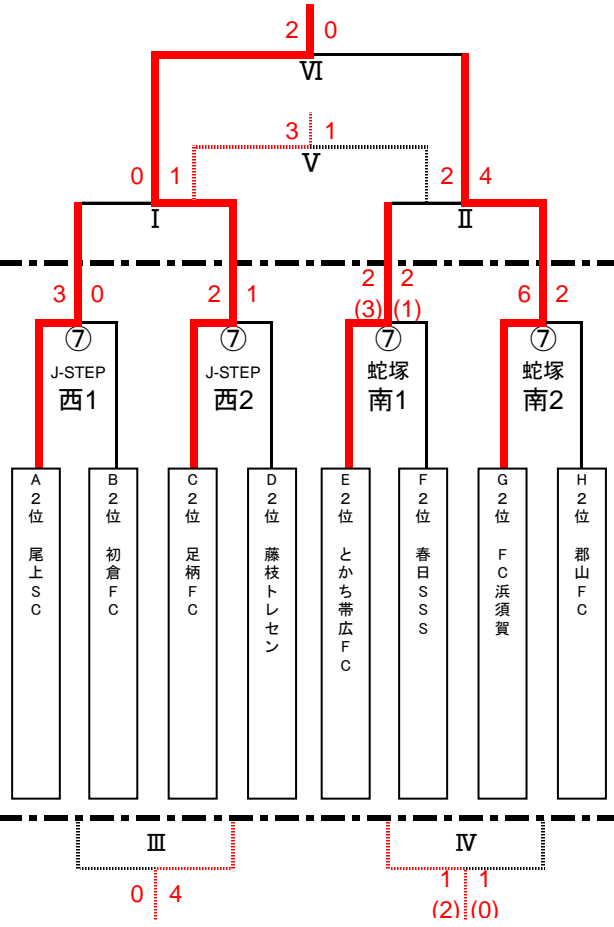 2 0
Ⅵ
3 1
Ⅴ
0 1
2 4
Ⅰ
Ⅱ
3 0
2 1
2 2
(3) (1)
6 2
⑦
J-STEP
西1
⑦
J-STEP
西2
⑦
蛇塚
南1
⑦
蛇塚
南2
A2位 尾上SC
B2位 初倉FC
C2位 足柄FC
D2位 藤枝トレセン
E2位 とかち帯広FC
F2位 春日SSS
G2位 FC浜須賀
H2位 郡山FC
Ⅲ
Ⅳ
0 4
1 1
(2) (0)